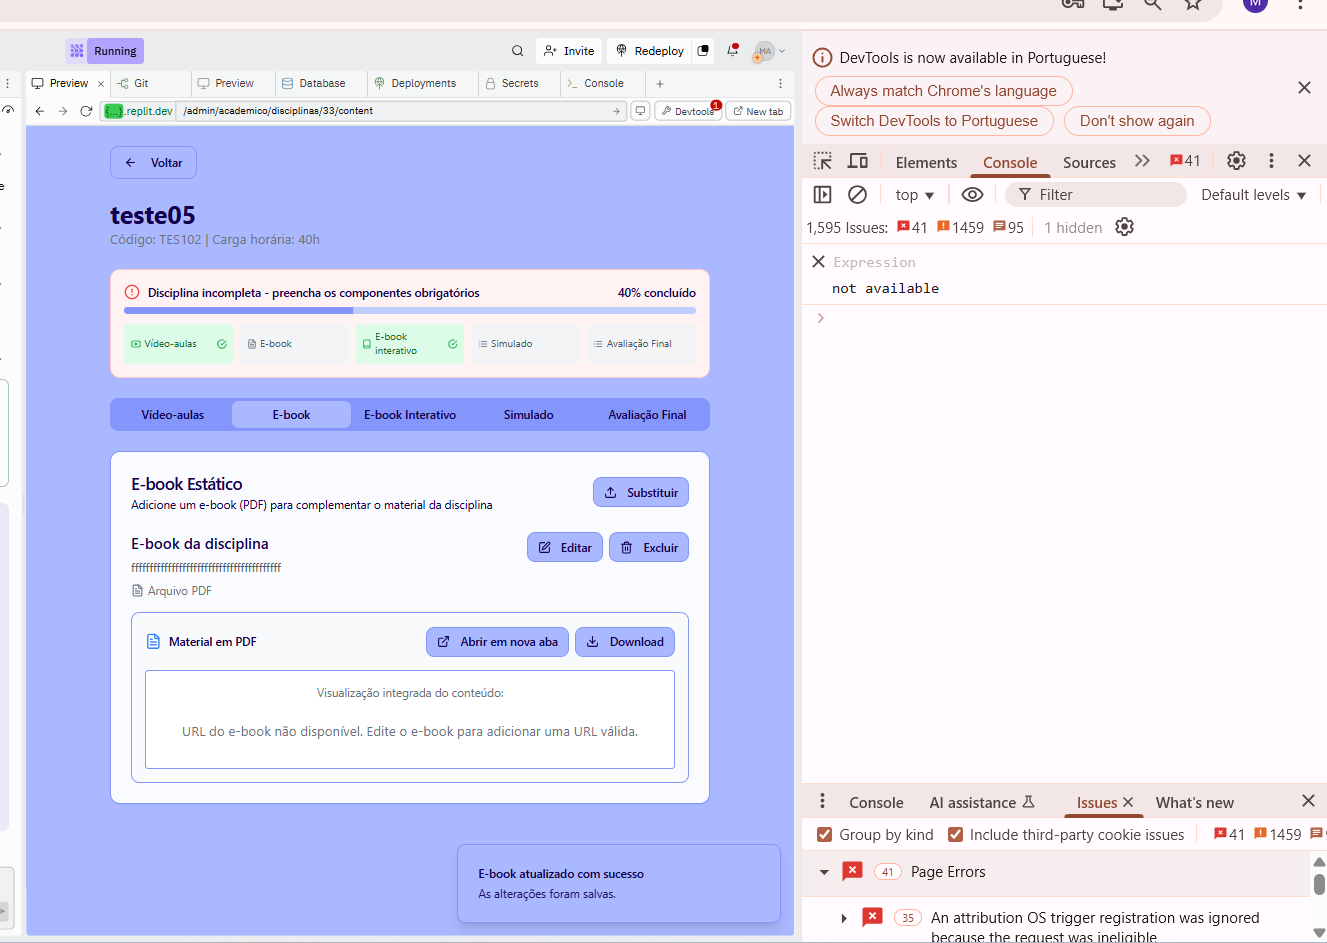 Running
Invite
Redeploy
MA
M
Preview
Git
Preview
Database
Deployments
Secrets
Console
{...}.replit.dev /admin/academico/disciplinas/33/content
Devtools 1
New tab
Voltar
teste05
Código: TES102 | Carga horária: 40h
Disciplina incompleta - preencha os componentes obrigatórios
40% concluído
Vídeo-aulas
E-book
E-book
interativo
Simulado
Avaliação Final
Vídeo-aulas
E-book
E-book Interativo
Simulado
Avaliação Final
E-book Estático
Adicione um e-book (PDF) para complementar o material da disciplina
Substituir
E-book da disciplina
Editar
Excluir
Arquivo PDF
Material em PDF
Abrir em nova aba
Download
Visualização integrada do conteúdo:
URL do e-book não disponível. Edite o e-book para adicionar uma URL válida.
E-book atualizado com sucesso
As alterações foram salvas.
DevTools is now available in Portuguese!
Always match Chrome's language
Switch DevTools to Portuguese
Don't show again
Elements
Console
Sources
41
top
Filter
Default levels
1,595 Issues: 41 1459 95
1 hidden
Expression
not available
Console
AI assistance
Issues
What's new
Group by kind
Include third-party cookie issues
41 1459
41 Page Errors
35 An attribution OS trigger registration was ignored
because the request was ineligible